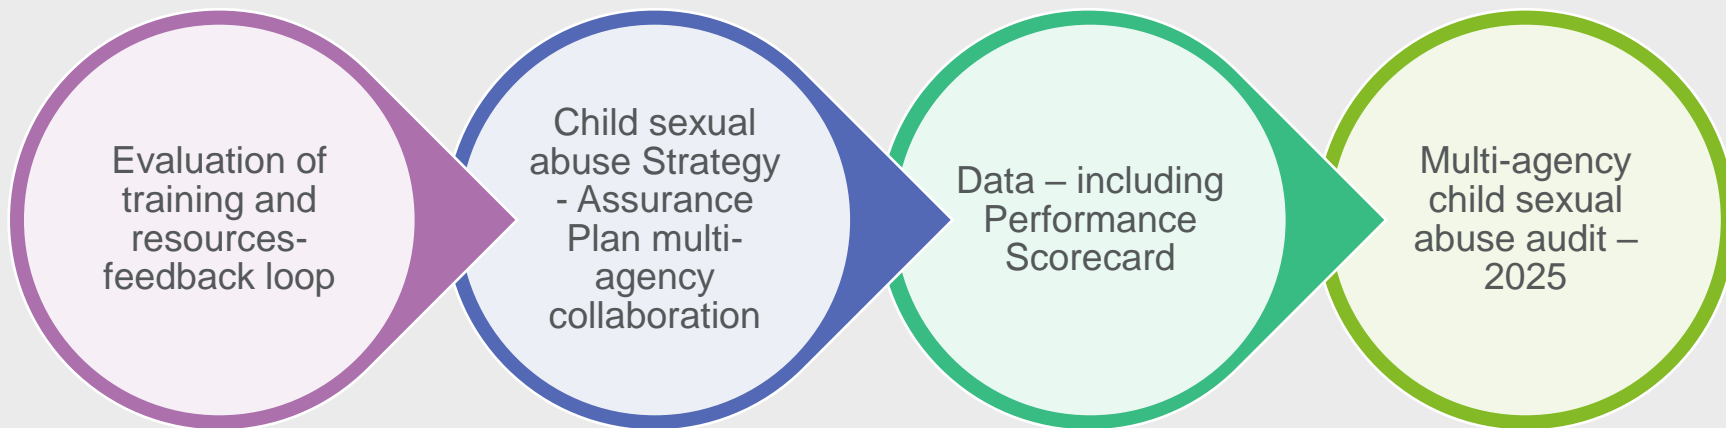 Evaluation of
training and
resources-
feedback loop
Child sexual
abuse Strategy
- Assurance
Plan multi-
agency
collaboration
Data – including
Performance
Scorecard
Multi-agency
child sexual
abuse audit –
2025